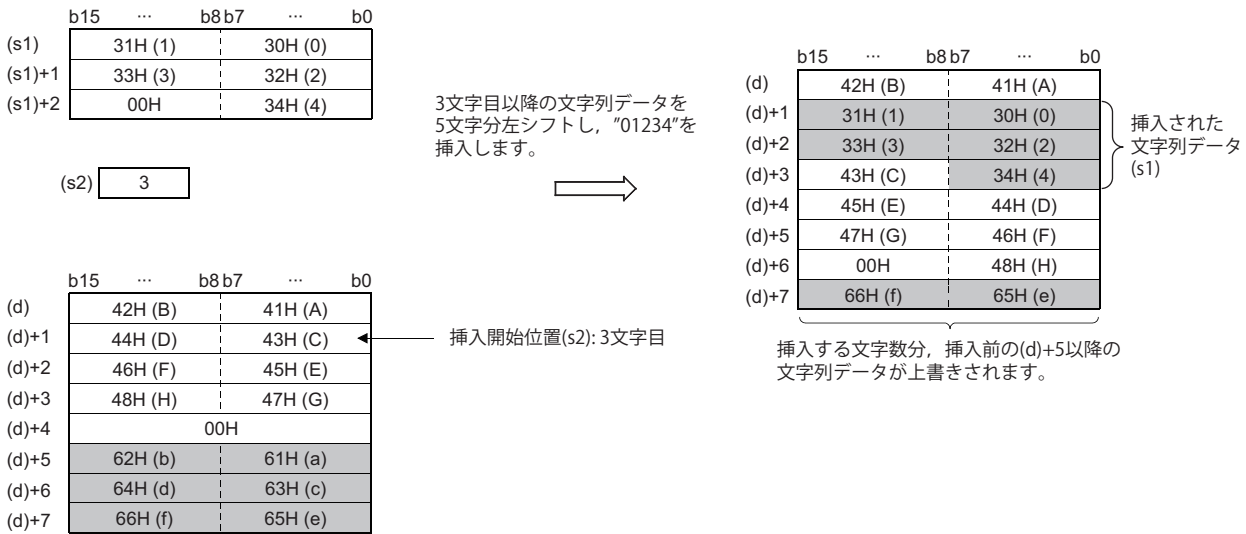 b15 ··· b8 b7 ··· b0
(s1) 31H (1) 30H (0)
(s1)+1 33H (3) 32H (2)
(s1)+2 00H 34H (4)
(s2) 3
b15 ··· b8 b7 ··· b0
(d) 42H (B) 41H (A)
(d)+1 44H (D) 43H (C)
(d)+2 46H (F) 45H (E)
(d)+3 48H (H) 47H (G)
(d)+4 00H
(d)+5 62H (b) 61H (a)
(d)+6 64H (d) 63H (c)
(d)+7 66H (f) 65H (e)
挿入開始位置(s2): 3文字目
3文字目以降の文字列データを
5文字分左シフトし，"01234"を
挿入します。
b15 ··· b8 b7 ··· b0
(d) 42H (B) 41H (A)
(d)+1 31H (1) 30H (0)
(d)+2 33H (3) 32H (2)
(d)+3 43H (C) 34H (4)
(d)+4 45H (E) 44H (D)
(d)+5 47H (G) 46H (F)
(d)+6 00H 48H (H)
(d)+7 66H (f) 65H (e)
挿入された
文字列データ
(s1)
挿入する文字数分，挿入前の(d)+5以降の
文字列データが上書きされます。